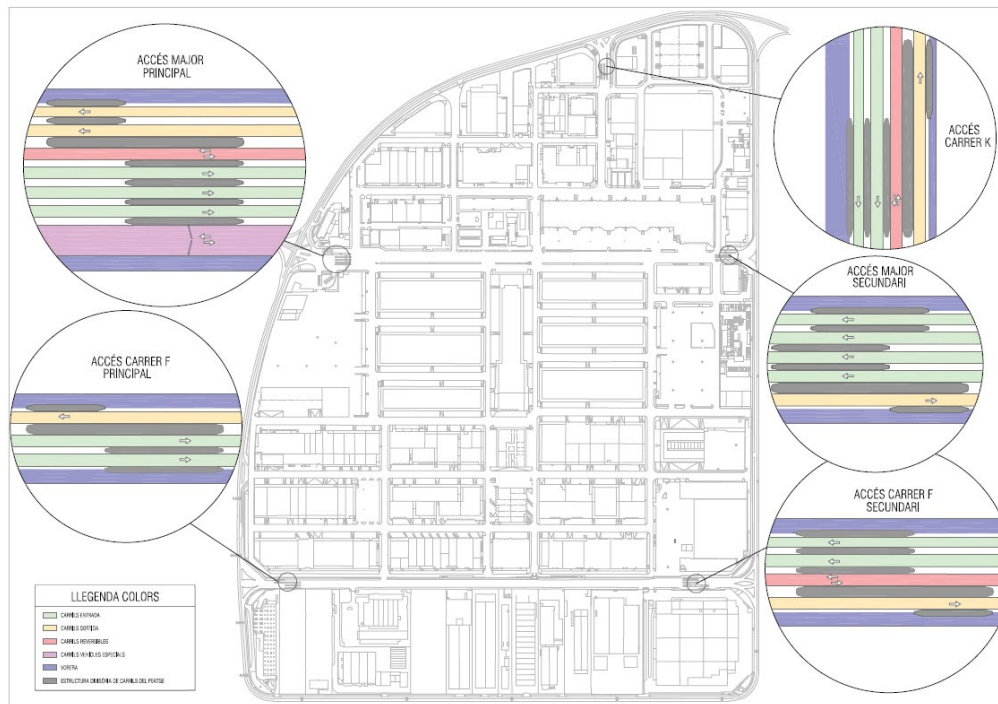 ACCÉS MAJOR
PRINCIPAL
ACCÉS
CARRER K
ACCÉS MAJOR
SECUNDARI
ACCÉS CARRER F
PRINCIPAL
ACCÉS CARRER F
SECUNDARI
LLEGENDA COLORS
CARRILS ENTRADA
CARRILS SORTIDA
CARRILS REVERSIBLES
CARRILS VEHICLES ESPECIALS
VORERA
ESTRUCTURA DIVISÒRIA DE CARRILS DEL PEATGE